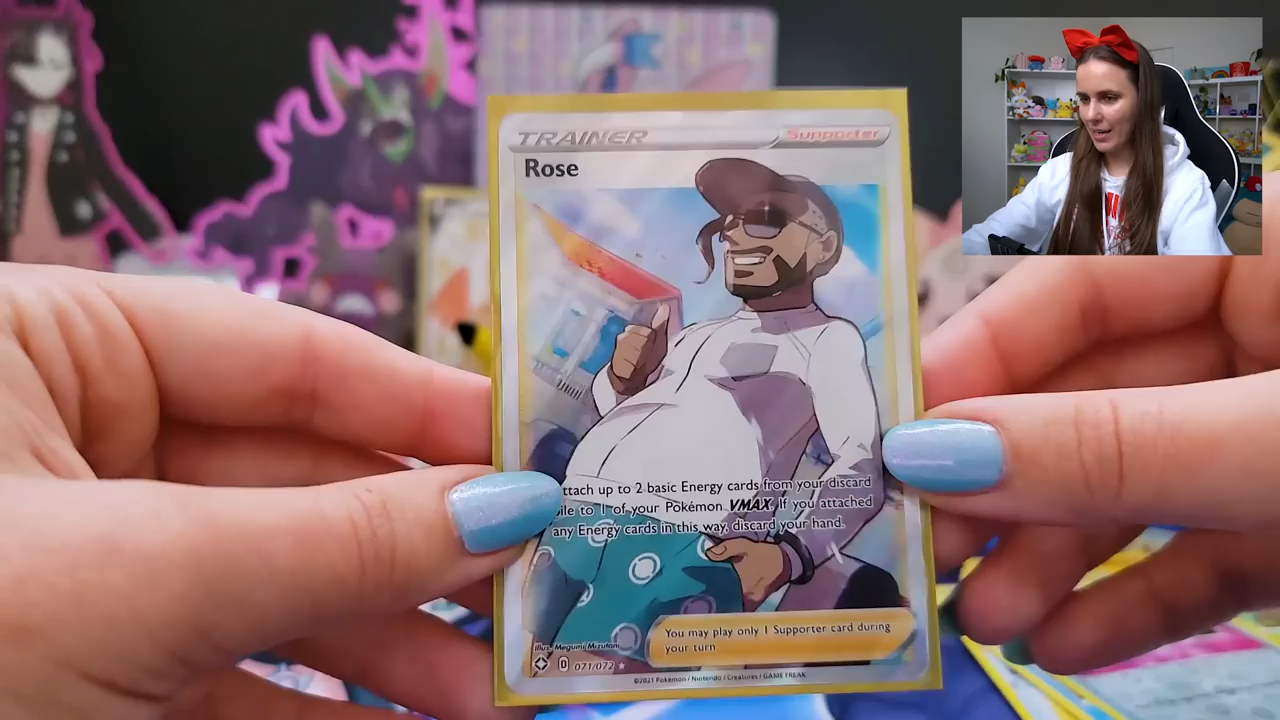 TRAINER
Supporter
Rose
ttach up to 2 basic Energy cards from your discard
ile to 1 of your Pokémon VMAX. If you attached
any Energy cards in this way, discard your hand.
You may play only 1 Supporter card during
your turn
Illus. Megumi Mizutani
D 071/072 ★
©2021 Pokémon / Nintendo / Creatures / GAME FREAK